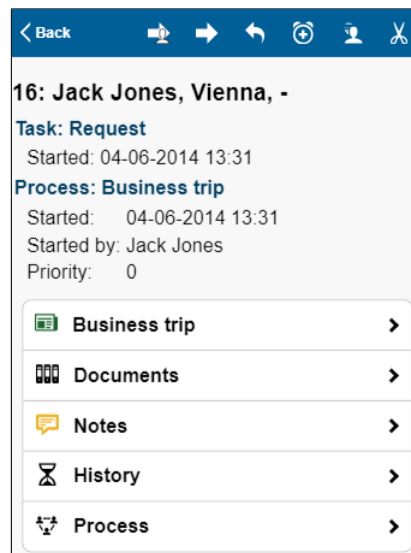 Back
16: Jack Jones, Vienna, -
Task: Request
Started: 04-06-2014 13:31
Process: Business trip
Started: 04-06-2014 13:31
Started by: Jack Jones
Priority: 0
Business trip
Documents
Notes
History
Process